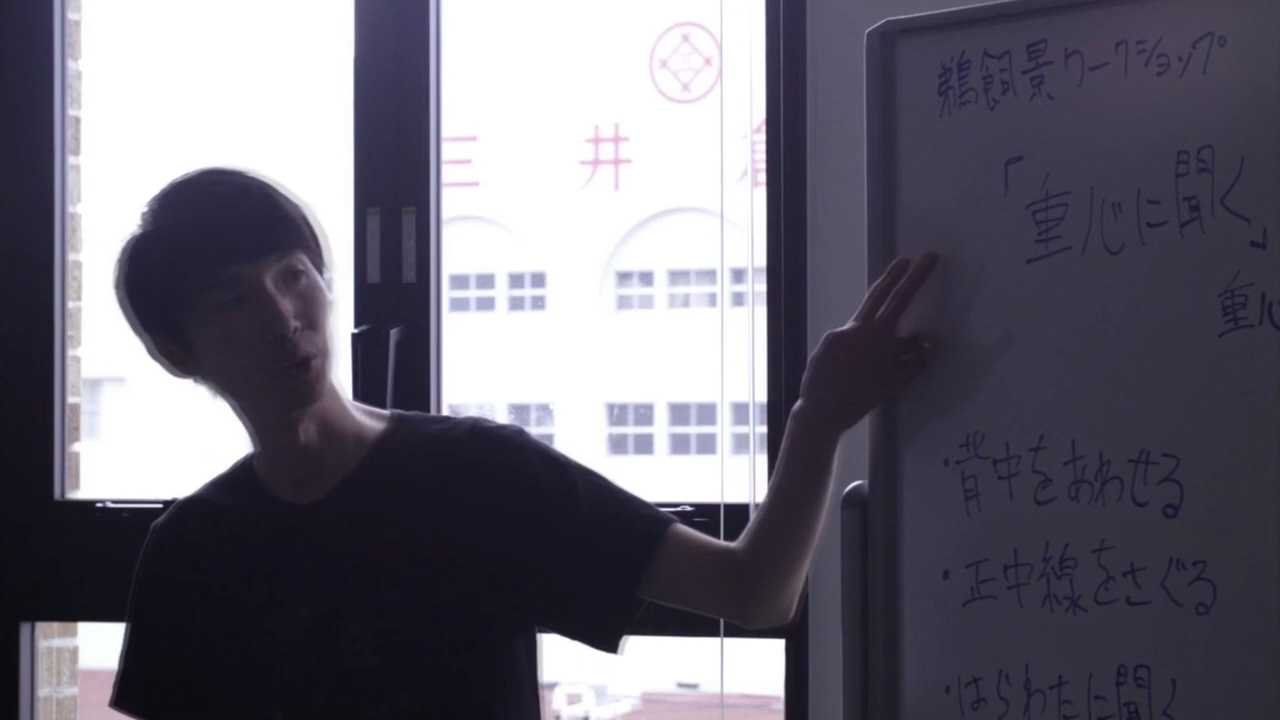 三井倉
鵜飼景ワークショップ
「重心に聞く」
重心
・背中をあわせる
・正中線をさぐる
・はらわたに聞く